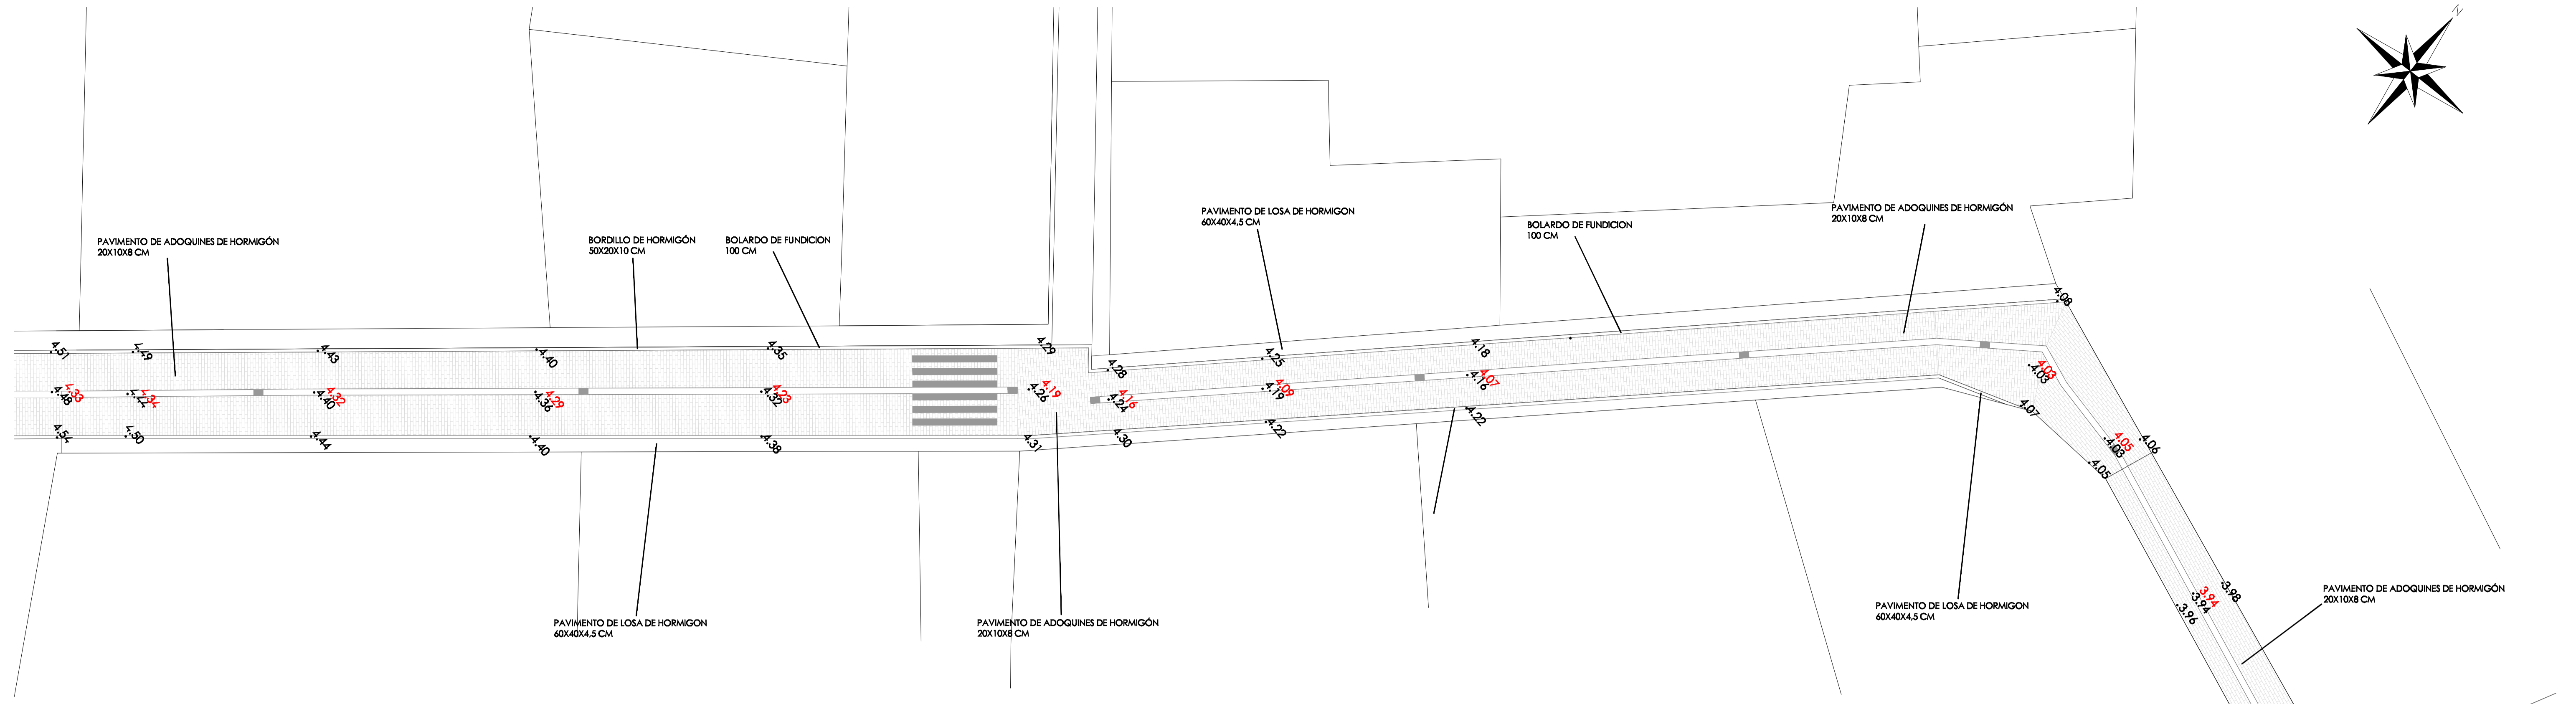 N
PAVIMENTO DE LOSA DE HORMIGON
60X40X4,5 CM
PAVIMENTO DE ADOQUINES DE HORMIGÓN
20X10X8 CM
BOLARDO DE FUNDICION
100 CM
PAVIMENTO DE ADOQUINES DE HORMIGÓN
20X10X8 CM
BORDILLO DE HORMIGÓN
50X20X10 CM
BOLARDO DE FUNDICION
100 CM
4.51
4.49
4.43
4.40
4.35
4.29
4.28
4.25
4.18
4.08
4.48
4.33
4.44
4.34
4.40
4.32
4.36
4.29
4.32
4.23
4.26
4.19
4.24
4.16
4.19
4.09
4.16
4.07
4.03
4.03
4.54
4.50
4.44
4.40
4.38
4.31
4.30
4.22
4.22
4.07
4.05
4.03
4.05
4.06
3.96
3.94
3.94
3.98
PAVIMENTO DE ADOQUINES DE HORMIGÓN
20X10X8 CM
PAVIMENTO DE LOSA DE HORMIGON
60X40X4,5 CM
PAVIMENTO DE LOSA DE HORMIGON
60X40X4,5 CM
PAVIMENTO DE ADOQUINES DE HORMIGÓN
20X10X8 CM